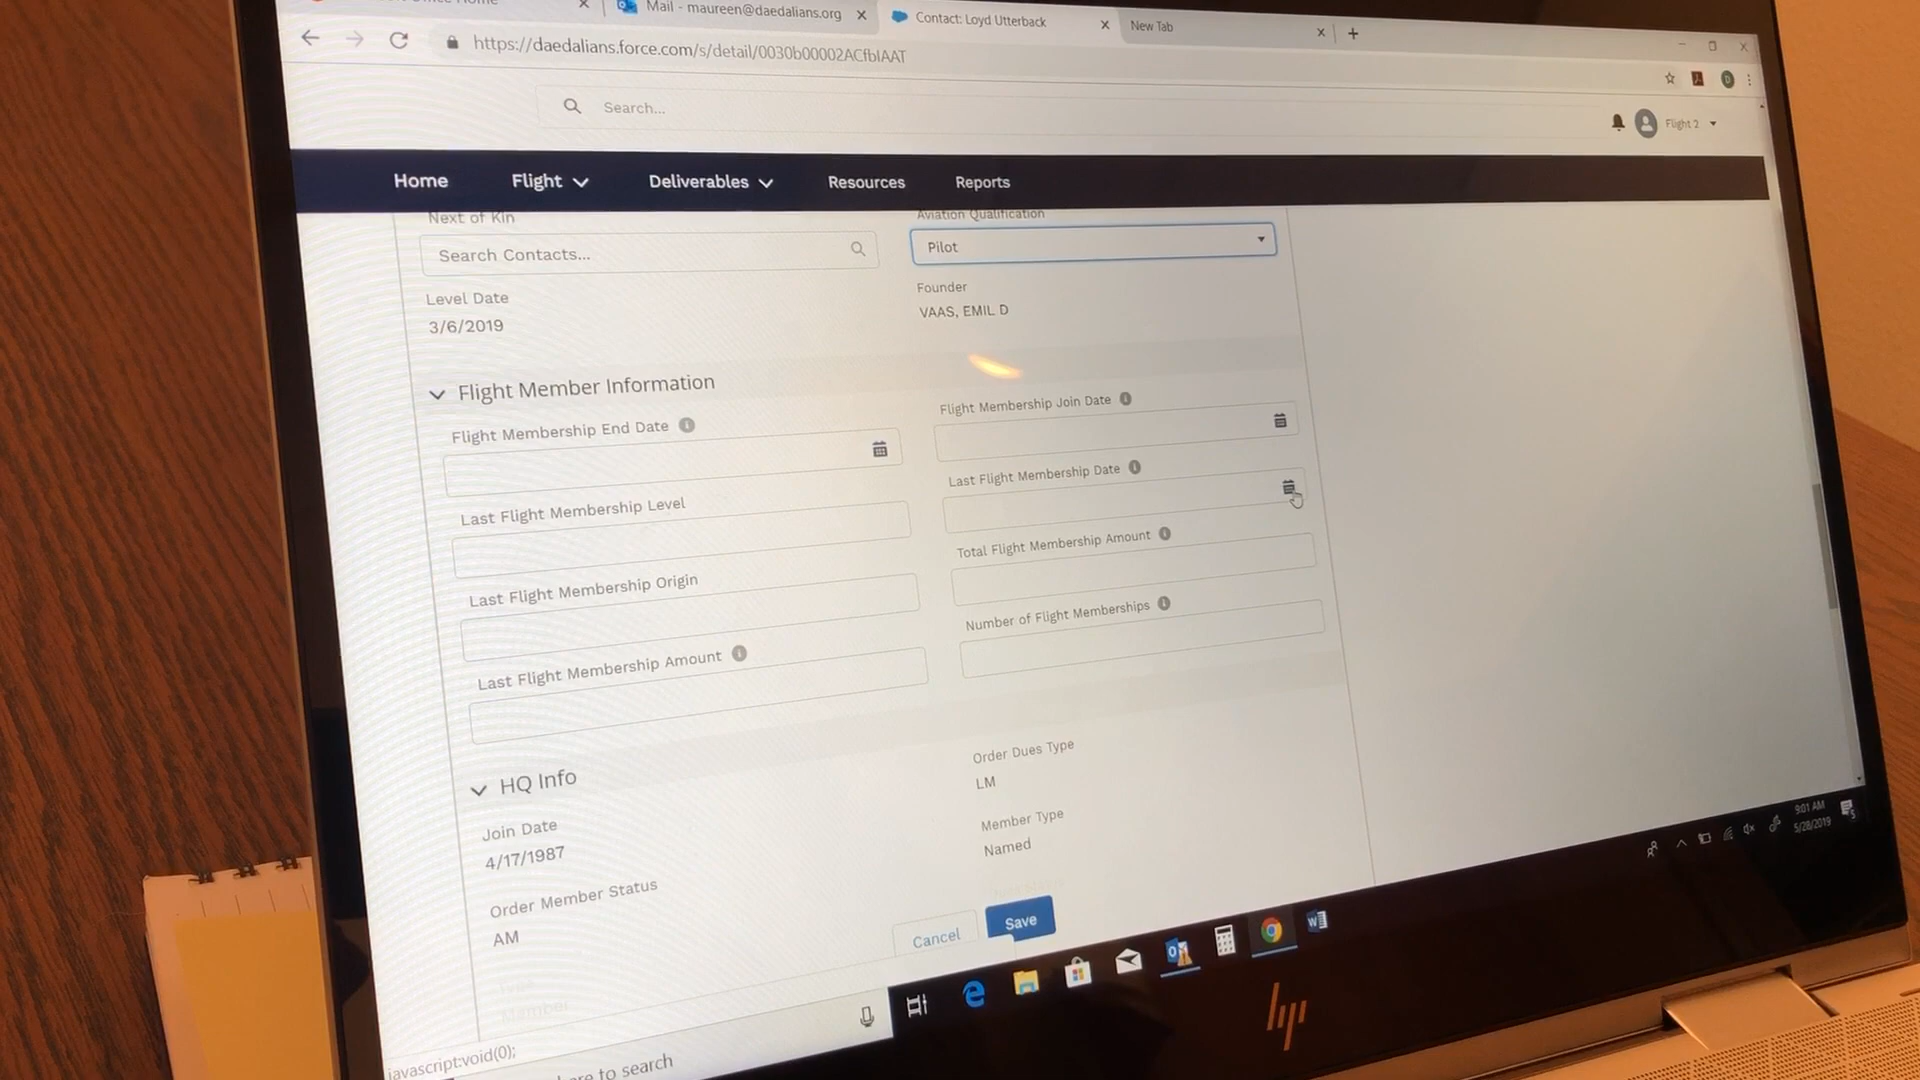 Office Home
Mail - maureen@daedalians.org
Contact: Loyd Utterback
New Tab
https://daedalians.force.com/s/detail/0030b00002ACfbIAAT
D
Search...
Flight 2
Home
Flight
Deliverables
Resources
Reports
Next of Kin
Aviation Qualification
Search Contacts...
Pilot
Level Date
3/6/2019
Founder
VAAS, EMIL D
Flight Member Information
Flight Membership End Date
Flight Membership Join Date
Last Flight Membership Level
Last Flight Membership Date
Last Flight Membership Origin
Total Flight Membership Amount
Last Flight Membership Amount
Number of Flight Memberships
HQ Info
Order Dues Type
LM
Join Date
4/17/1987
Member Type
Named
Order Member Status
AM
Cancel
Save
Member
9:01 AM
5/28/2019
5
javascript:void(0);
here to search
hp